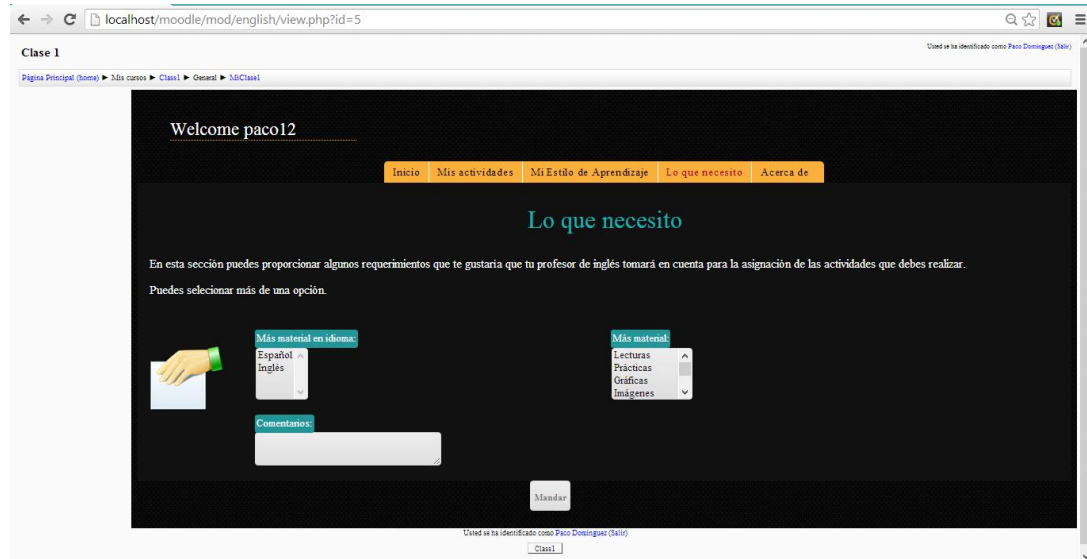 localhost/moodle/mod/english/view.php?id=5
Clase 1
Usted se ha identificado como Paco Dominguez (Salir)
Página Principal (home) ► Mis cursos ► Class1 ► General ► MiClase1
Welcome paco12
Inicio Mis actividades Mi Estilo de Aprendizaje Lo que necesito Acerca de
Lo que necesito
En esta sección puedes proporcionar algunos requerimientos que te gustaria que tu profesor de inglés tomará en cuenta para la asignación de las actividades que debes realizar.
Puedes selecionar más de una opción.
Más material en idioma:
Español
Inglés
Más material:
Lecturas
Prácticas
Gráficas
Imágenes
Comentarios:
Mandar
Usted se ha identificado como Paco Dominguez (Salir)
Class1